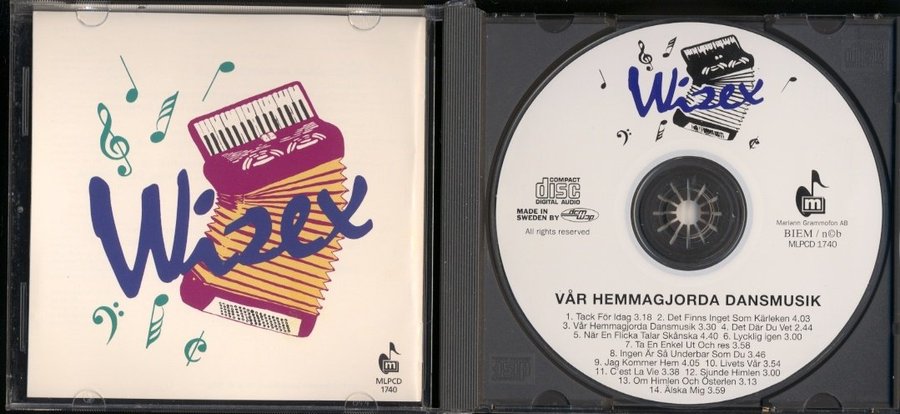 Wizex
MLPCD
1740
Wizex
COMPACT
disc
DIGITAL AUDIO
MADE IN
SWEDEN BY
dcm
All rights reserved
m
Mariann Grammofon AB
BIEM / n©b
MLPCD 1740
VÅR HEMMAGJORDA DANSMUSIK
1. Tack För Idag 3.18 2. Det Finns Inget Som Kärleken 4.03
3. Vår Hemmagjorda Dansmusik 3.30 4. Det Där Du Vet 2.44
5. När En Flicka Talar Skånska 4.40 6. Lycklig igen 3.00
7. Ta En Enkel Ut Och res 3.58
8. Ingen Är Så Underbar Som Du 3.46
9. Jag Kommer Hem 4.05 10. Livets Vår 3.54
11. C'est La Vie 3.38 12. Sjunde Himlen 3.00
13. Om Himlen Och Österlen 3.13
14. Älska Mig 3.59